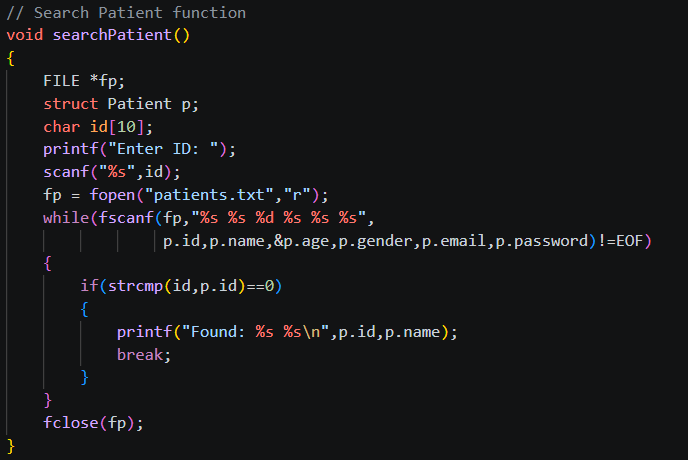 // Search Patient function
void searchPatient()
{
    FILE *fp;
    struct Patient p;
    char id[10];
    printf("Enter ID: ");
    scanf("%s",id);
    fp = fopen("patients.txt","r");
    while(fscanf(fp,"%s %s %d %s %s %s",
                p.id,p.name,&p.age,p.gender,p.email,p.password)!=EOF)
    {
        if(strcmp(id,p.id)==0)
        {
            printf("Found: %s %s\n",p.id,p.name);
            break;
        }
    }
    fclose(fp);
}